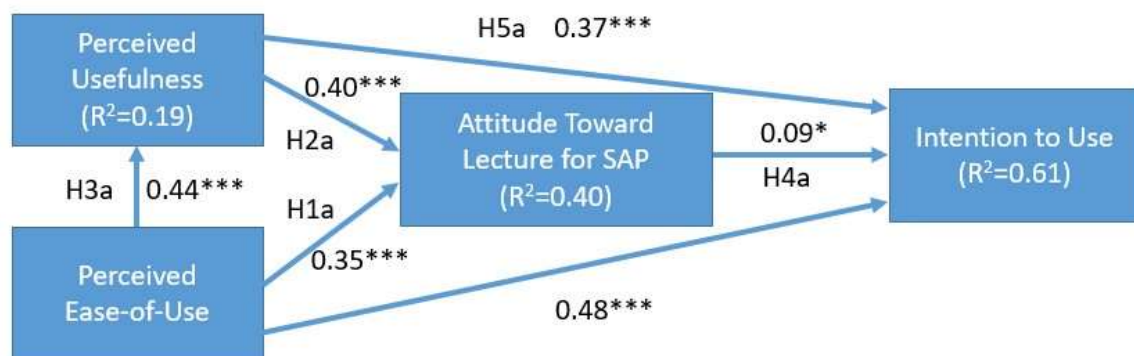 H5a 0.37***
Perceived
Usefulness
(R²=0.19)
0.40***
H2a
Attitude Toward
Lecture for SAP
(R²=0.40)
0.09*
H4a
Intention to Use
(R²=0.61)
H3a 0.44***
H1a
0.35***
Perceived
Ease-of-Use
0.48***